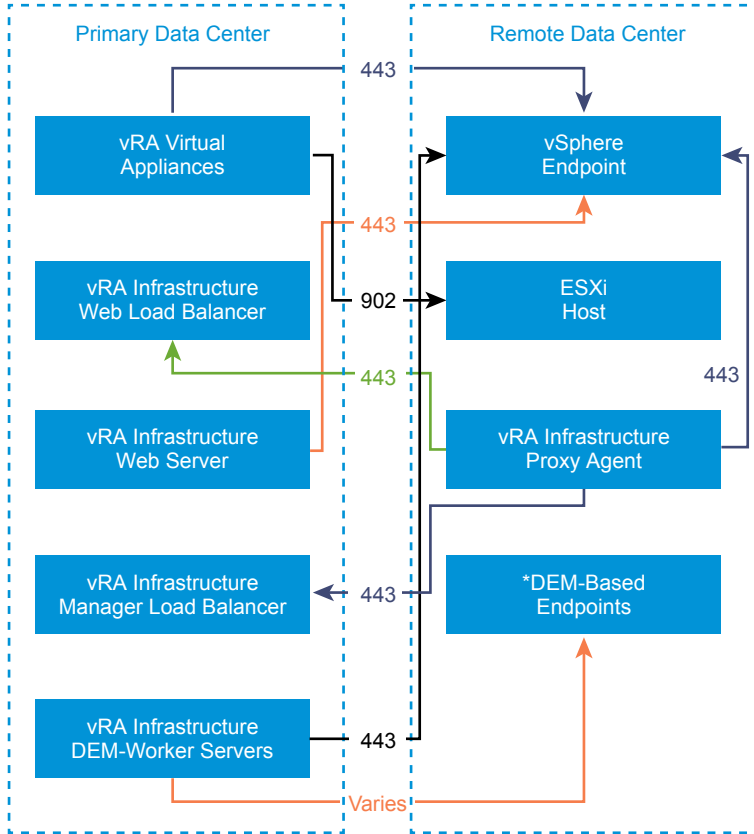 Primary Data Center
Remote Data Center
443
vRA Virtual
Appliances
vSphere
Endpoint
443
vRA Infrastructure
Web Load Balancer
902
ESXi
Host
443
443
vRA Infrastructure
Web Server
vRA Infrastructure
Proxy Agent
vRA Infrastructure
Manager Load Balancer
443
*DEM-Based
Endpoints
vRA Infrastructure
DEM-Worker Servers
443
Varies